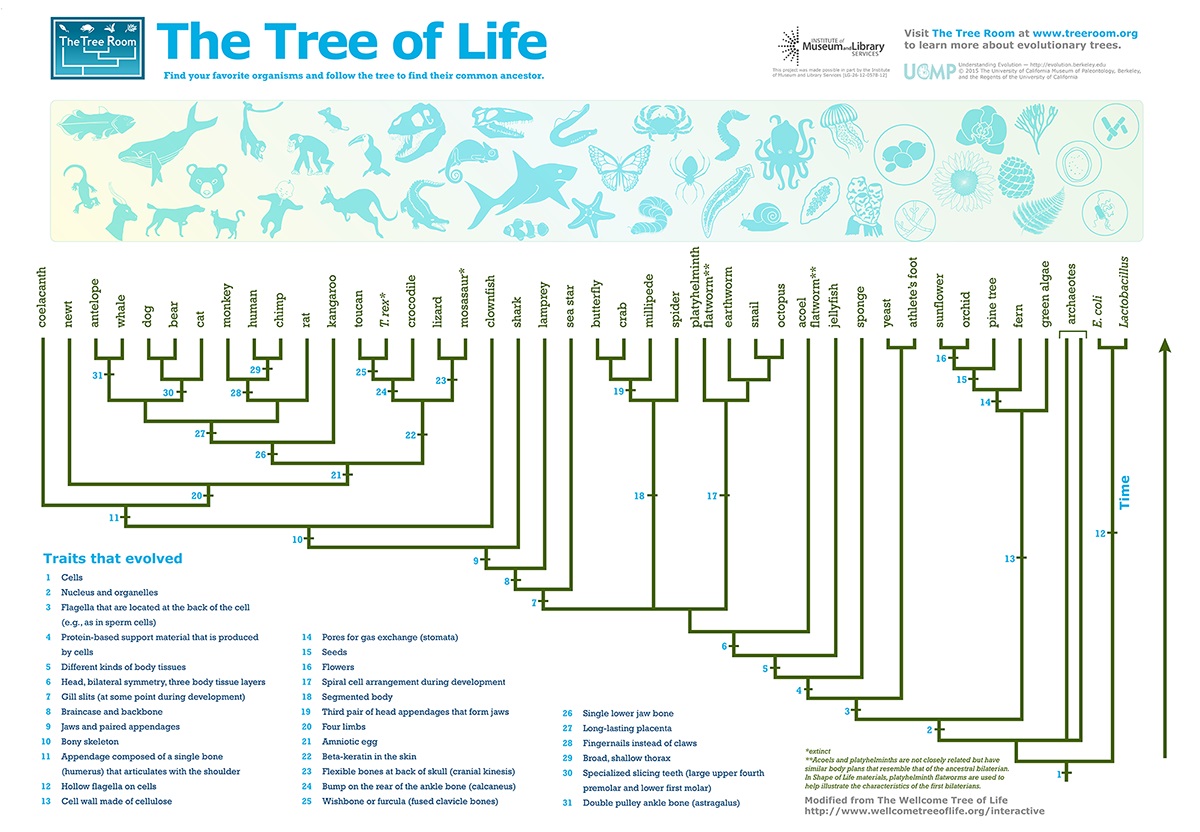 The Tree Room
The Tree of Life
Find your favorite organisms and follow the tree to find their common ancestor.
INSTITUTE of
Museum and Library
SERVICES
This project was made possible in part by the Institute
of Museum and Library Services [LG-26-12-0578-12]
Visit The Tree Room at www.treeroom.org
to learn more about evolutionary trees.
UCMP
Understanding Evolution — http://evolution.berkeley.edu
© 2015 The University of California Museum of Paleontology, Berkeley,
and the Regents of the University of California
coelacanth
newt
antelope
whale
dog
bear
cat
monkey
human
chimp
rat
kangaroo
toucan
T. rex*
crocodile
lizard
mosasaur*
clownfish
shark
lamprey
sea star
butterfly
crab
millipede
spider
platyhelminth
flatworm**
earthworm
snail
octopus
acoel
flatworm**
jellyfish
sponge
yeast
athlete's foot
sunflower
orchid
pine tree
fern
green algae
archaeotes
E. coli
Lactobacillus
16
29
25
31
15
23
30
28
24
19
14
27
22
26
21
20
18
17
Time
11
12
10
13
9
8
7
6
5
4
3
2
1
Traits that evolved
1 Cells
2 Nucleus and organelles
3 Flagella that are located at the back of the cell
(e.g., as in sperm cells)
4 Protein-based support material that is produced
by cells
5 Different kinds of body tissues
6 Head, bilateral symmetry, three body tissue layers
7 Gill slits (at some point during development)
8 Braincase and backbone
9 Jaws and paired appendages
10 Bony skeleton
11 Appendage composed of a single bone
(humerus) that articulates with the shoulder
12 Hollow flagella on cells
13 Cell wall made of cellulose
14 Pores for gas exchange (stomata)
15 Seeds
16 Flowers
17 Spiral cell arrangement during development
18 Segmented body
19 Third pair of head appendages that form jaws
20 Four limbs
21 Amniotic egg
22 Beta-keratin in the skin
23 Flexible bones at back of skull (cranial kinesis)
24 Bump on the rear of the ankle bone (calcaneus)
25 Wishbone or furcula (fused clavicle bones)
26 Single lower jaw bone
27 Long-lasting placenta
28 Fingernails instead of claws
29 Broad, shallow thorax
30 Specialized slicing teeth (large upper fourth
premolar and lower first molar)
31 Double pulley ankle bone (astragalus)
*extinct
**Acoels and platyhelminths are not closely related but have
similar body plans that resemble that of the ancestral bilaterian.
In Shape of Life materials, platyhelminth flatworms are used to
help illustrate the characteristics of the first bilaterians.
Modified from The Wellcome Tree of Life
http://www.wellcometreeoflife.org/interactive